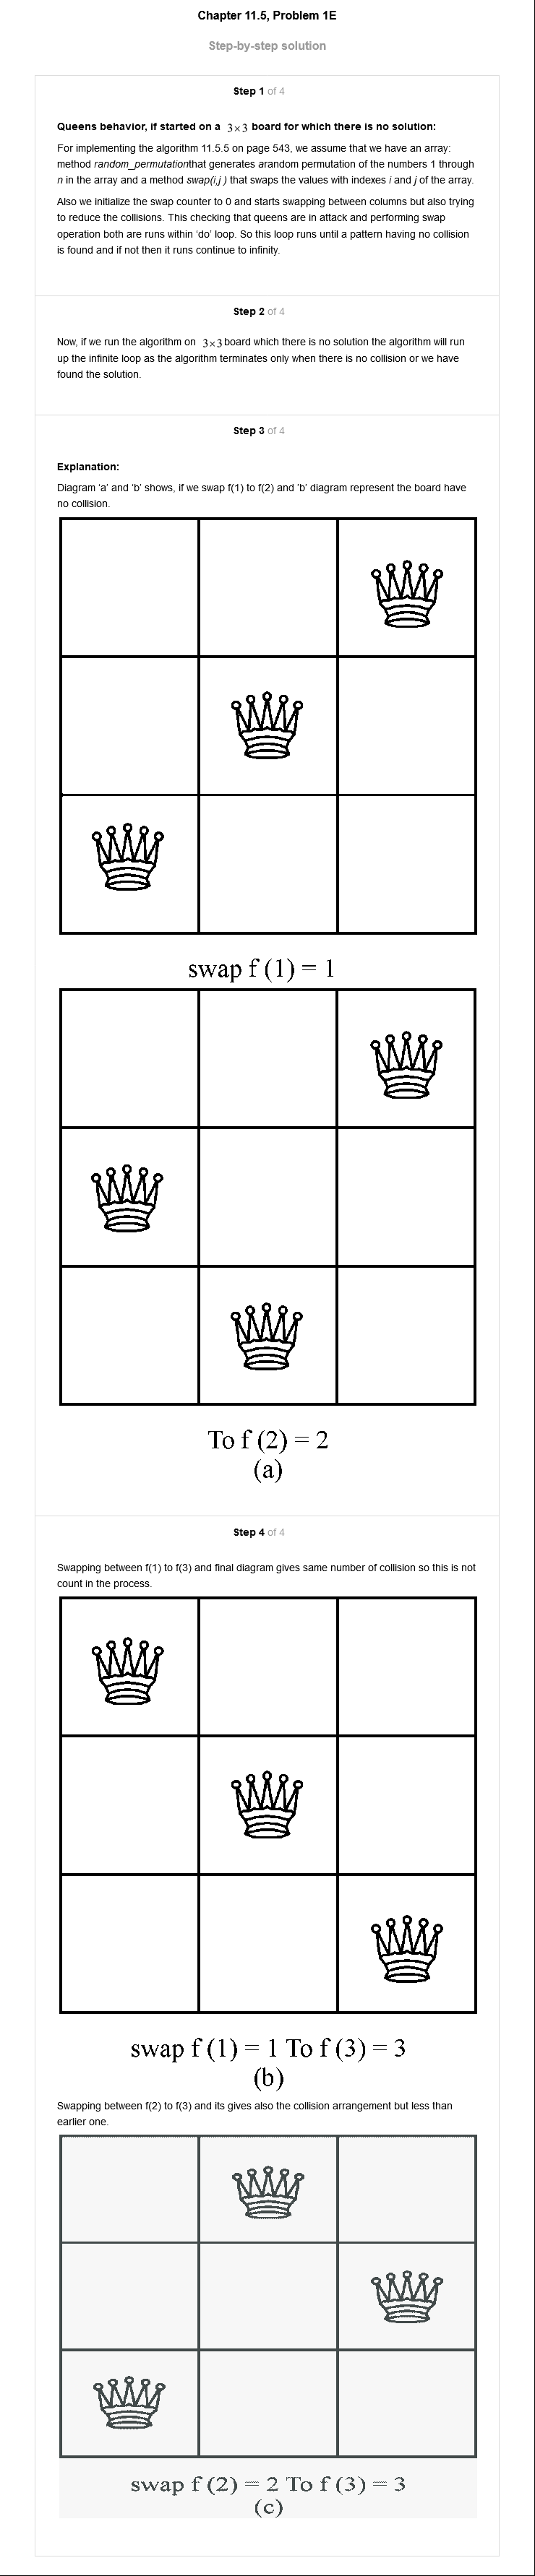 Chapter 11.5, Problem 1E
Step-by-step solution
Step 1 of 4
Queens behavior, if started on a 3×3 board for which there is no solution:
For implementing the algorithm 11.5.5 on page 543, we assume that we have an array:
method random_permutationthat generates arandom permutation of the numbers 1 through
n in the array and a method swap(i,j ) that swaps the values with indexes i and j of the array.
Also we initialize the swap counter to 0 and starts swapping between columns but also trying
to reduce the collisions. This checking that queens are in attack and performing swap
operation both are runs within ‘do’ loop. So this loop runs until a pattern having no collision
is found and if not then it runs continue to infinity.
Step 2 of 4
Now, if we run the algorithm on 3×3 board which there is no solution the algorithm will run
up the infinite loop as the algorithm terminates only when there is no collision or we have
found the solution.
Step 3 of 4
Explanation:
Diagram ‘a’ and ‘b’ shows, if we swap f(1) to f(2) and ‘b’ diagram represent the board have
no collision.
swap f (1) = 1
To f (2) = 2
(a)
Step 4 of 4
Swapping between f(1) to f(3) and final diagram gives same number of collision so this is not
count in the process.
swap f (1) = 1 To f (3) = 3
(b)
Swapping between f(2) to f(3) and its gives also the collision arrangement but less than
earlier one.
swap f (2) = 2 To f (3) = 3
(c)